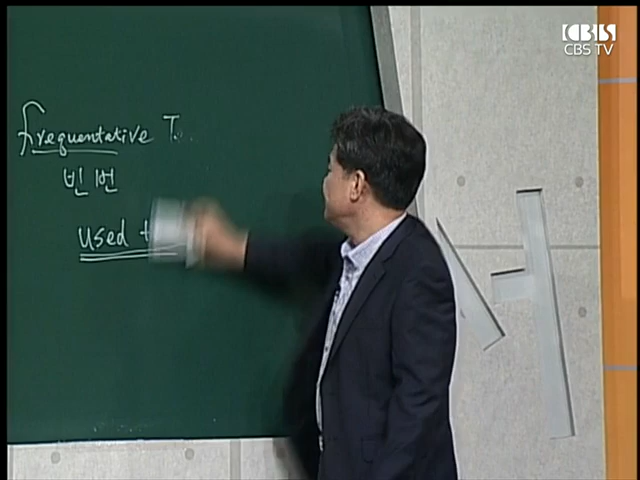 CBS
CBS TV
frequentative T.
빈번
used t